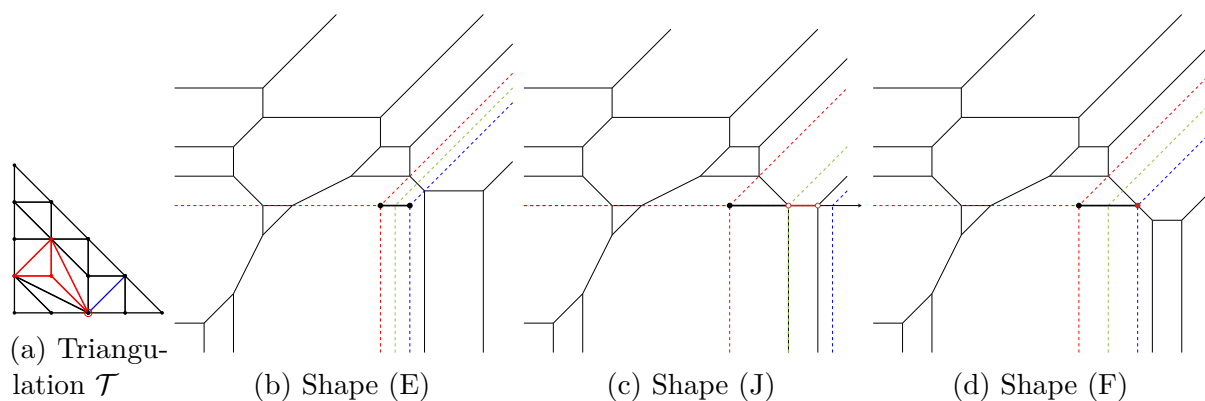 (a) Triangu-
lation 𝒯
(b) Shape (E)
(c) Shape (J)
(d) Shape (F)